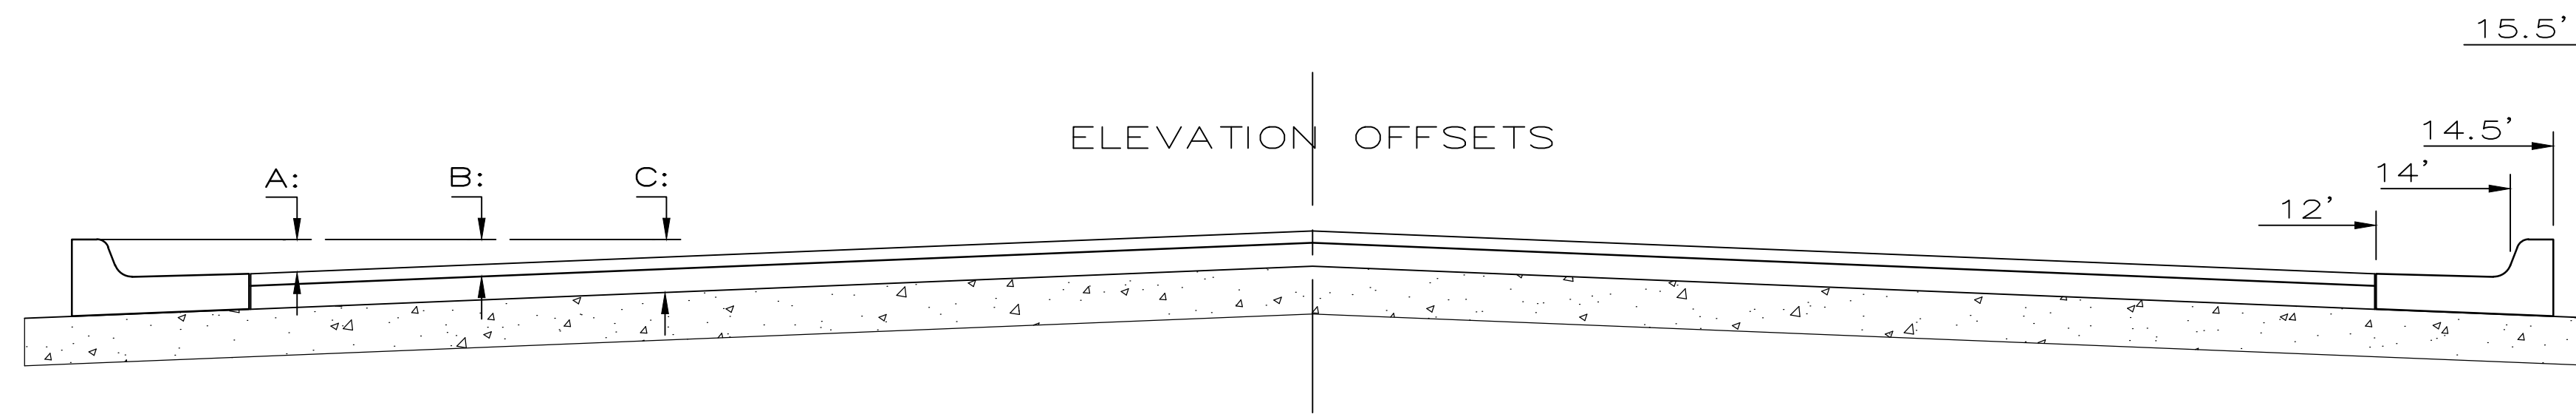 15.5'
ELEVATION OFFSETS
14.5'
14'
A:
B:
C:
12'